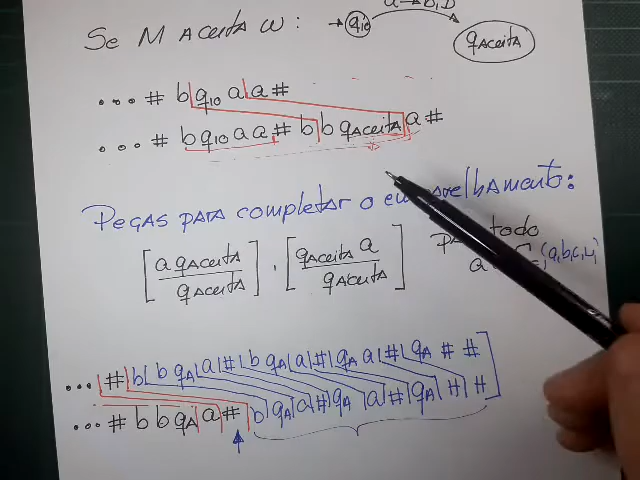 Se M Aceita w: → q10 a → b, D qAceita
... # b q10 a a #
... # b q10 a a # b b qAceita a #
Peças para completar o
[a qAceita / qAceita] , [qAceita a / qAceita] todo
... # b b qA a # b qA a # qA a # qA # #
... # b b qA a # b qA a # qA a # qA # #